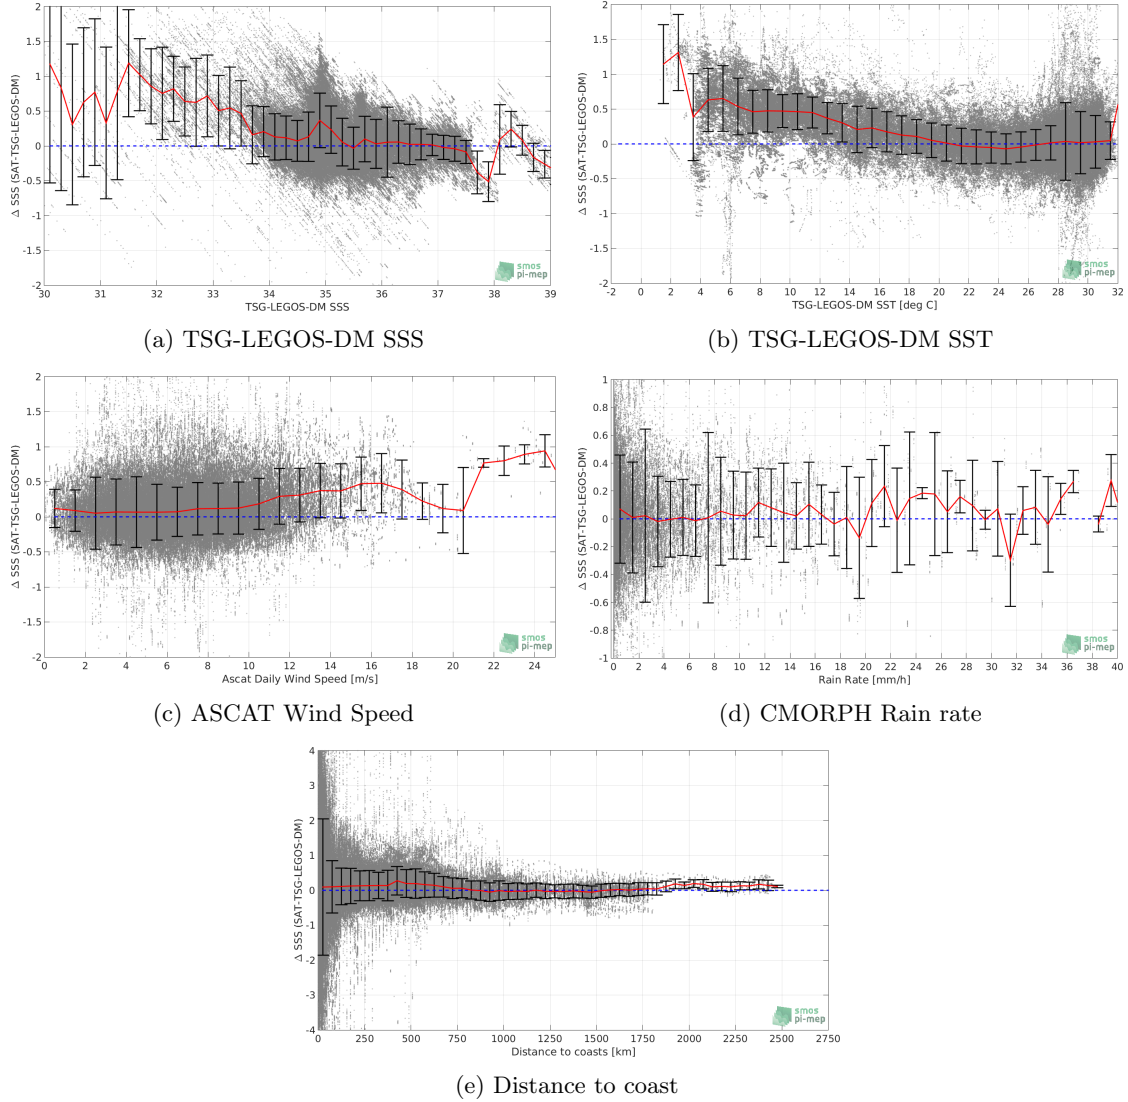 2
1.5
1
0.5
0
-0.5
-1
-1.5
-2
Δ SSS (SAT-TSG-LEGOS-DM)
30 31 32 33 34 35 36 37 38 39
TSG-LEGOS-DM SSS
smos
pi-mep
(a) TSG-LEGOS-DM SSS
2
1.5
1
0.5
0
-0.5
-1
-1.5
-2
Δ SSS (SAT-TSG-LEGOS-DM)
-2 0 2 4 6 8 10 12 14 16 18 20 22 24 26 28 30 32
TSG-LEGOS-DM SST [deg C]
smos
pi-mep
(b) TSG-LEGOS-DM SST
2
1.5
1
0.5
0
-0.5
-1
-1.5
-2
Δ SSS (SAT-TSG-LEGOS-DM)
0 2 4 6 8 10 12 14 16 18 20 22 24
Ascat Daily Wind Speed [m/s]
smos
pi-mep
(c) ASCAT Wind Speed
1
0.8
0.6
0.4
0.2
0
-0.2
-0.4
-0.6
-0.8
-1
Δ SSS (SAT-TSG-LEGOS-DM)
0 2 4 6 8 10 12 14 16 18 20 22 24 26 28 30 32 34 36 38 40
Rain Rate [mm/h]
smos
pi-mep
(d) CMORPH Rain rate
4
3
2
1
0
-1
-2
-3
-4
Δ SSS (SAT-TSG-LEGOS-DM)
0 250 500 750 1000 1250 1500 1750 2000 2250 2500 2750
Distance to coasts [km]
smos
pi-mep
(e) Distance to coast